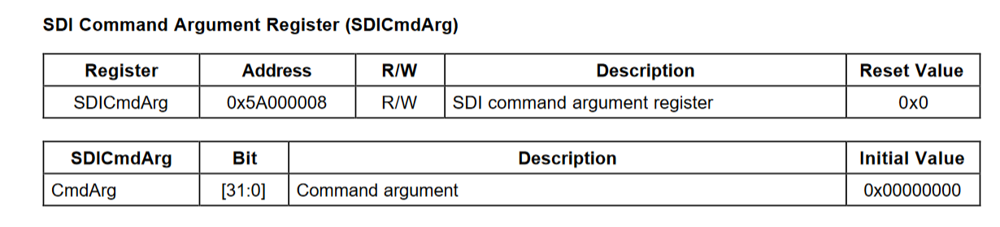 SDI Command Argument Register (SDICmdArg)
Register Address R/W Description Reset Value
SDICmdArg 0x5A000008 R/W SDI command argument register 0x0
SDICmdArg Bit Description Initial Value
CmdArg [31:0] Command argument 0x00000000